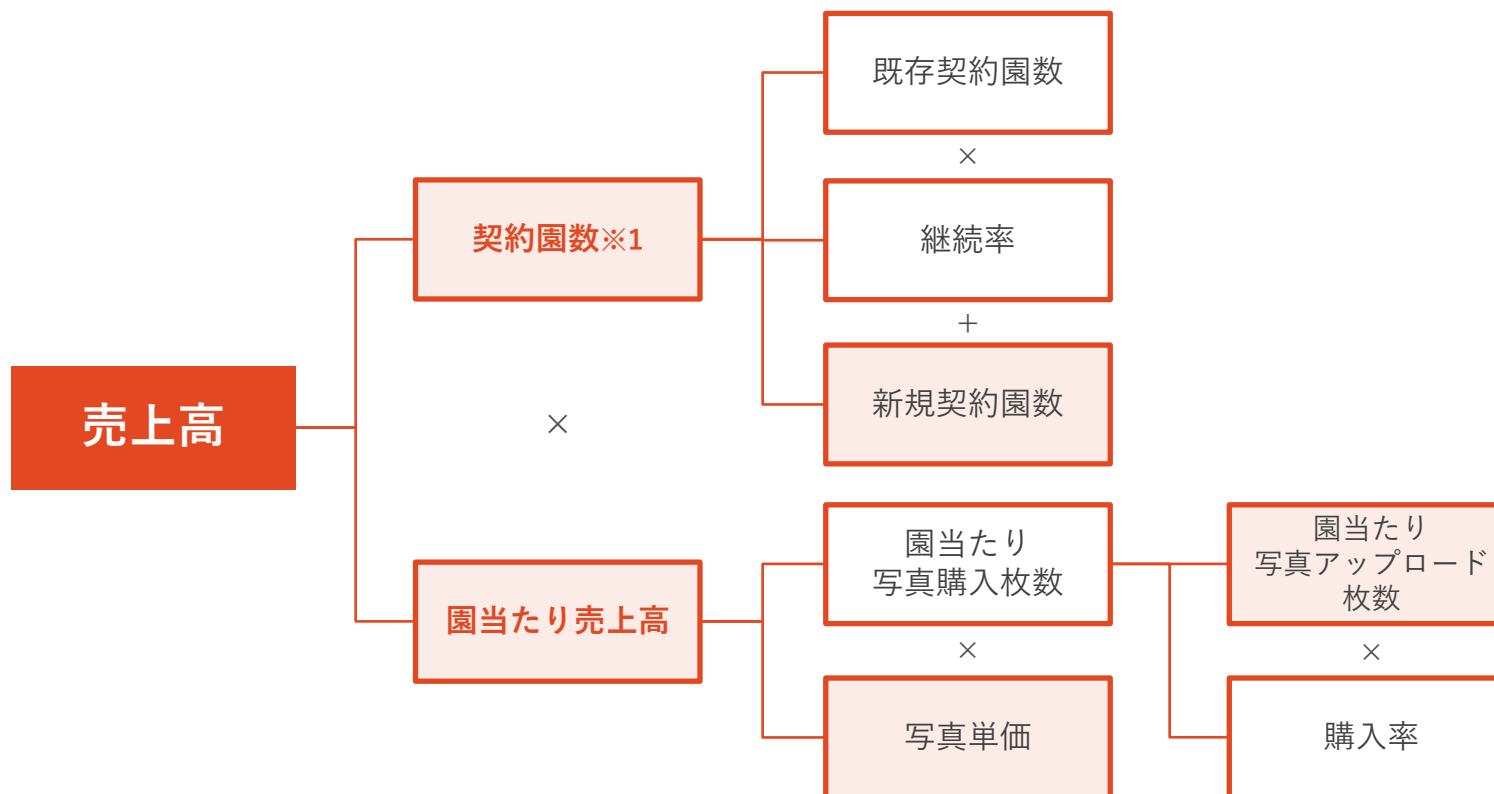 売上高
契約園数※1
×
園当たり売上高
既存契約園数
×
継続率
+
新規契約園数
園当たり
写真購入枚数
×
写真単価
園当たり
写真アップロード
枚数
×
購入率